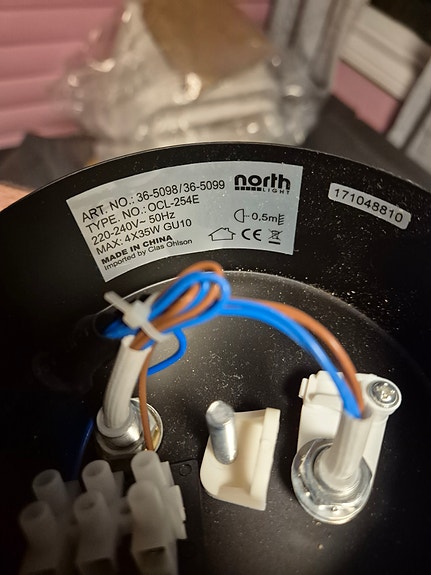 ART. NO.: 36-5098/36-5099
TYPE. NO.: OCL-254E
220-240V~ 50Hz
MAX: 4X35W GU10
MADE IN CHINA
Imported by Clas Ohlson
north
LIGHT
0,5m
CE
171048810